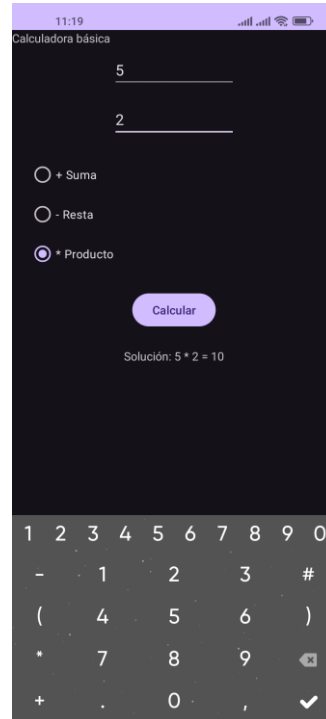 11:19
Calculadora básica
5
2
+ Suma
- Resta
* Producto
Calcular
Solución: 5 * 2 = 10
1 2 3 4 5 6 7 8 9 0
- 1 2 3 #
( 4 5 6 )
* 7 8 9
+ . 0 ,